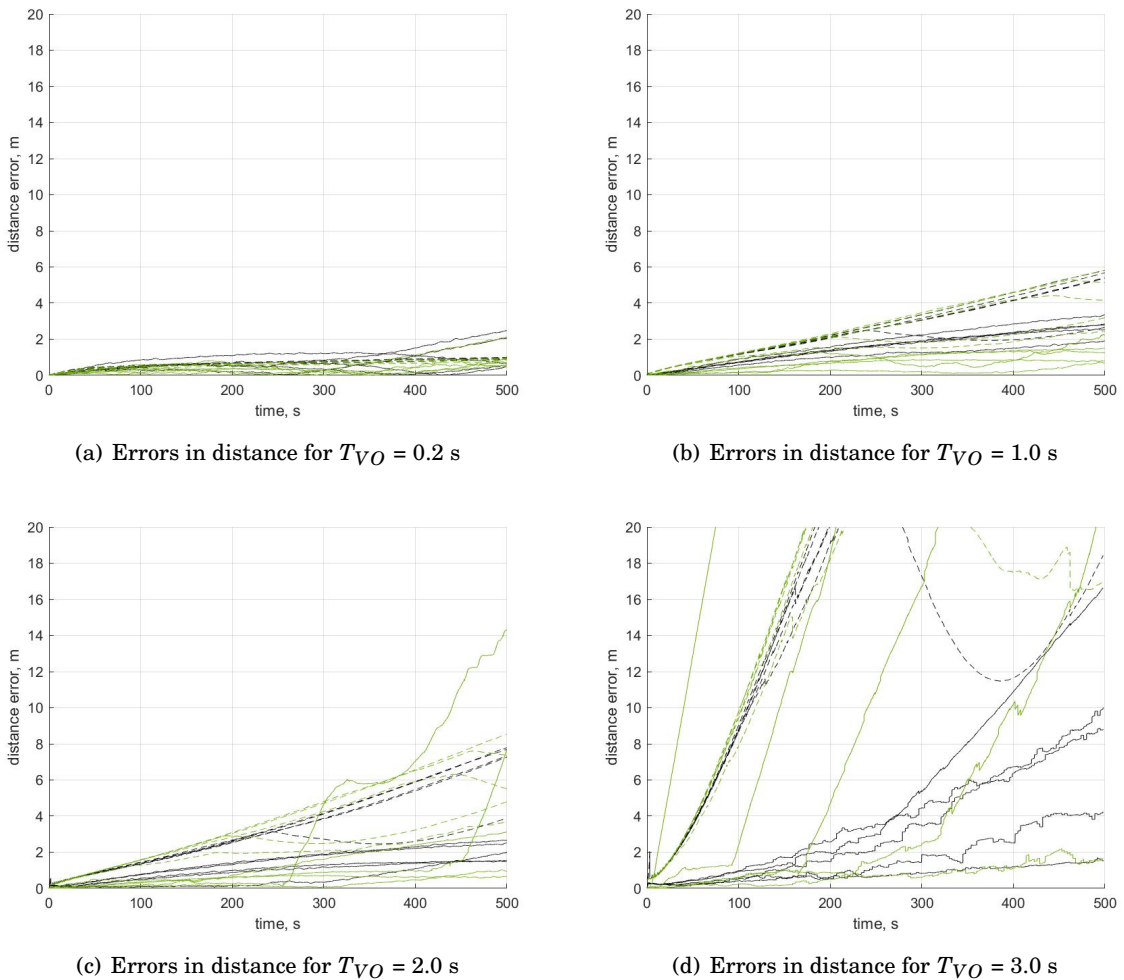 20
18
16
14
12
10
8
6
4
2
0
distance error, m
0 100 200 300 400 500
time, s
(a) Errors in distance for T_VO = 0.2 s
20
18
16
14
12
10
8
6
4
2
0
distance error, m
0 100 200 300 400 500
time, s
(b) Errors in distance for T_VO = 1.0 s
20
18
16
14
12
10
8
6
4
2
0
distance error, m
0 100 200 300 400 500
time, s
(c) Errors in distance for T_VO = 2.0 s
20
18
16
14
12
10
8
6
4
2
0
distance error, m
0 100 200 300 400 500
time, s
(d) Errors in distance for T_VO = 3.0 s